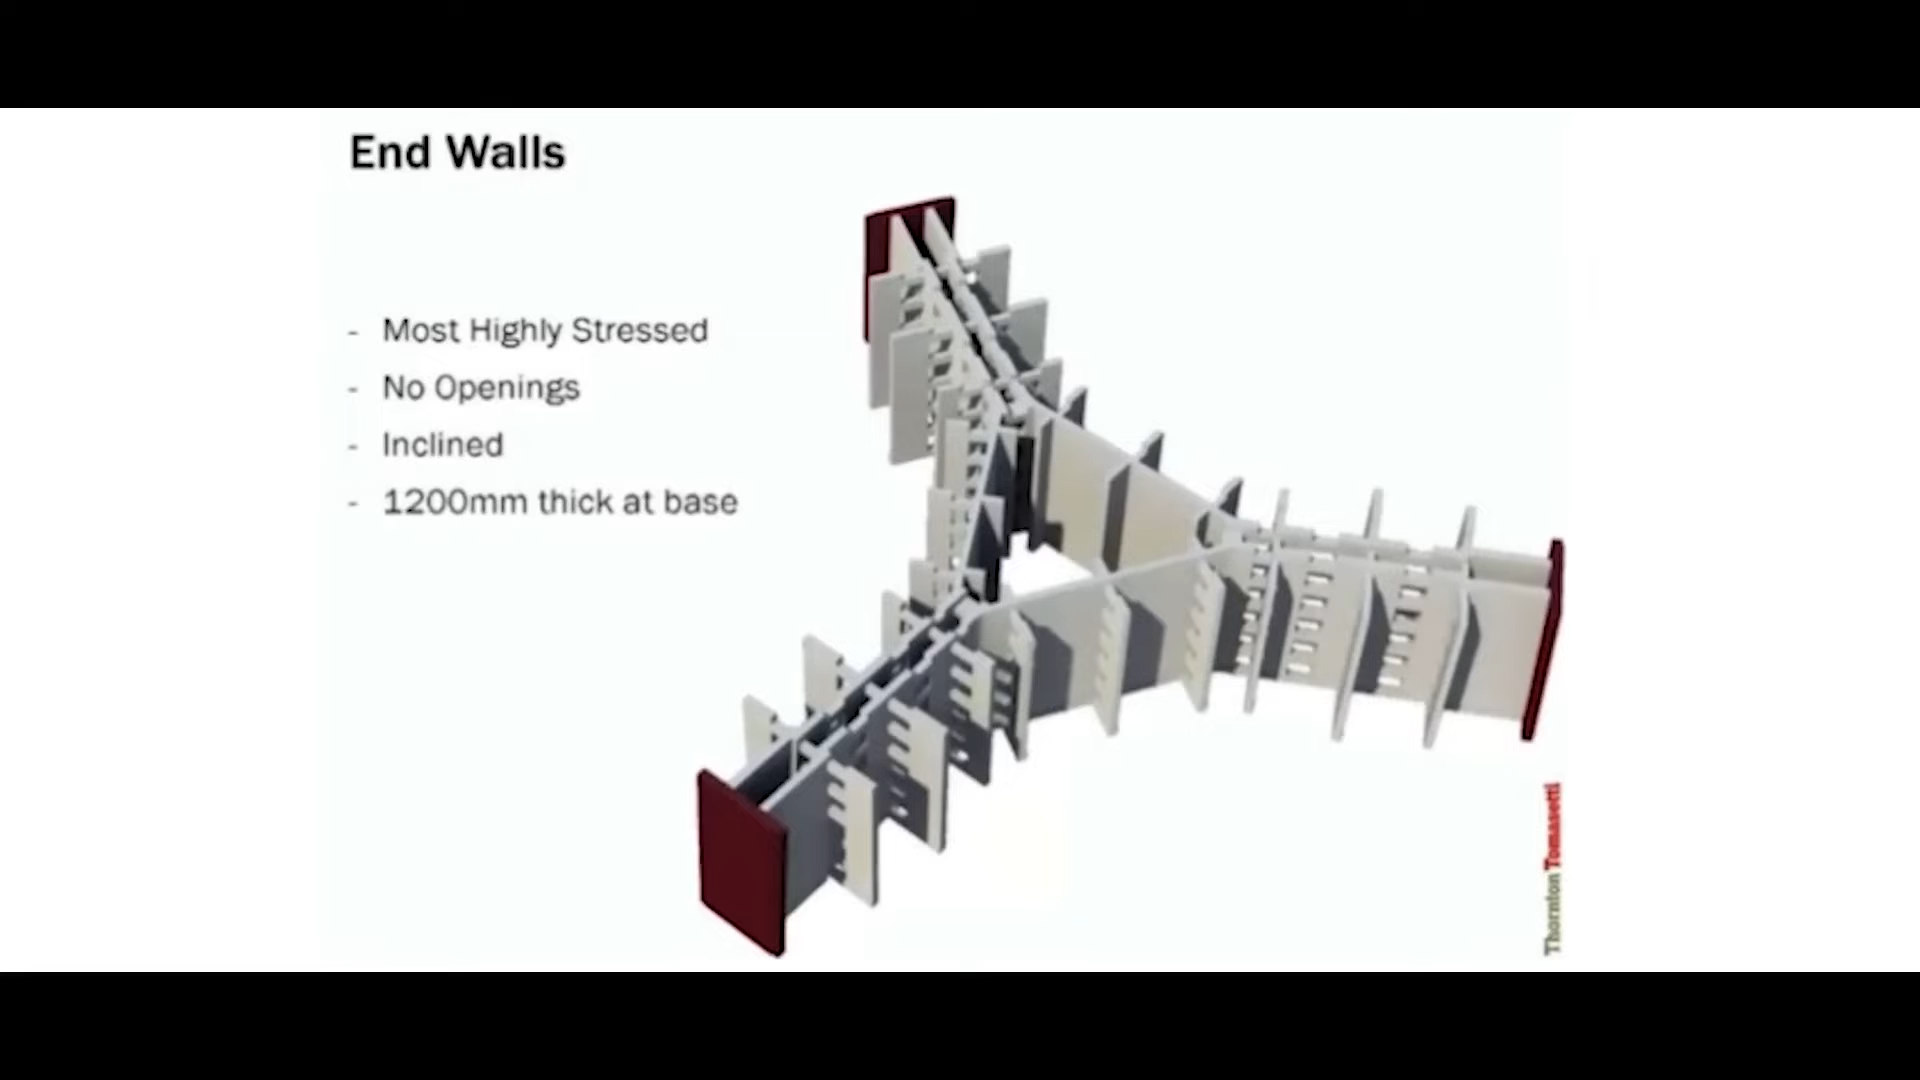 End Walls
- Most Highly Stressed
- No Openings
- Inclined
- 1200mm thick at base
Thornton Tomasetti